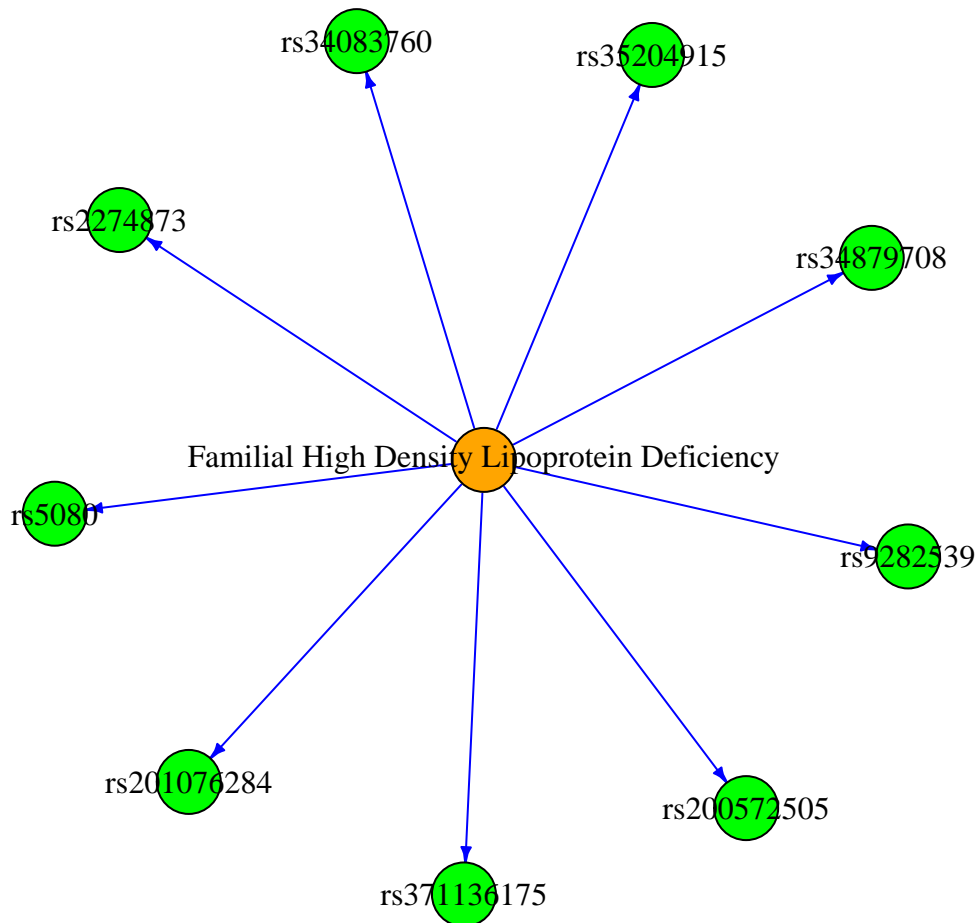 rs34083760
rs35204915
rs2274873
rs34879708
Familial High Density Lipoprotein Deficiency
rs5080
rs9282539
rs201076284
rs200572505
rs371136175